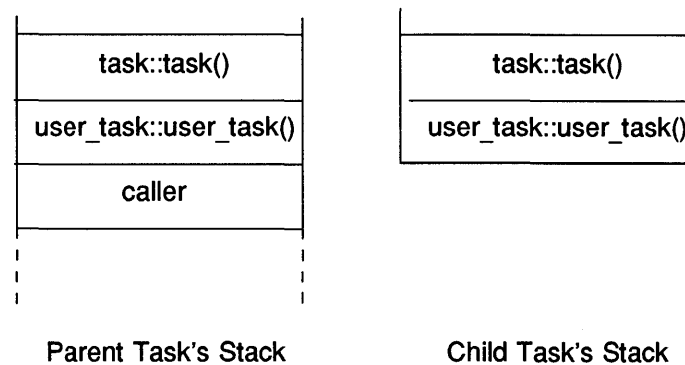 task::task()
user_task::user_task()
caller
Parent Task's Stack
task::task()
user_task::user_task()
Child Task's Stack